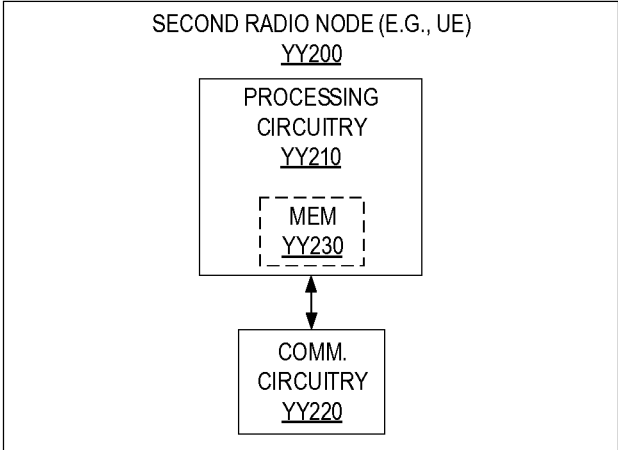 SECOND RADIO NODE (E.G., UE)
YY200
PROCESSING
CIRCUITRY
YY210
MEM
YY230
COMM.
CIRCUITRY
YY220